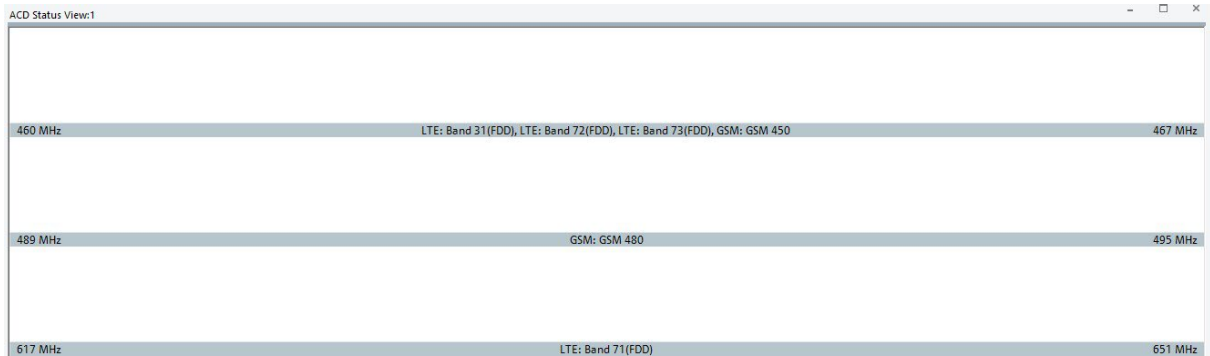 ACD Status View:1
460 MHz LTE: Band 31(FDD), LTE: Band 72(FDD), LTE: Band 73(FDD), GSM: GSM 450 467 MHz
489 MHz GSM: GSM 480 495 MHz
617 MHz LTE: Band 71(FDD) 651 MHz